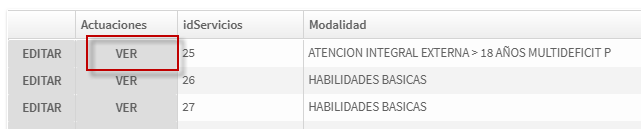 Actuaciones idServicios Modalidad
EDITAR VER 25 ATENCION INTEGRAL EXTERNA > 18 AÑOS MULTIDEFICIT P
EDITAR VER 26 HABILIDADES BASICAS
EDITAR VER 27 HABILIDADES BASICAS